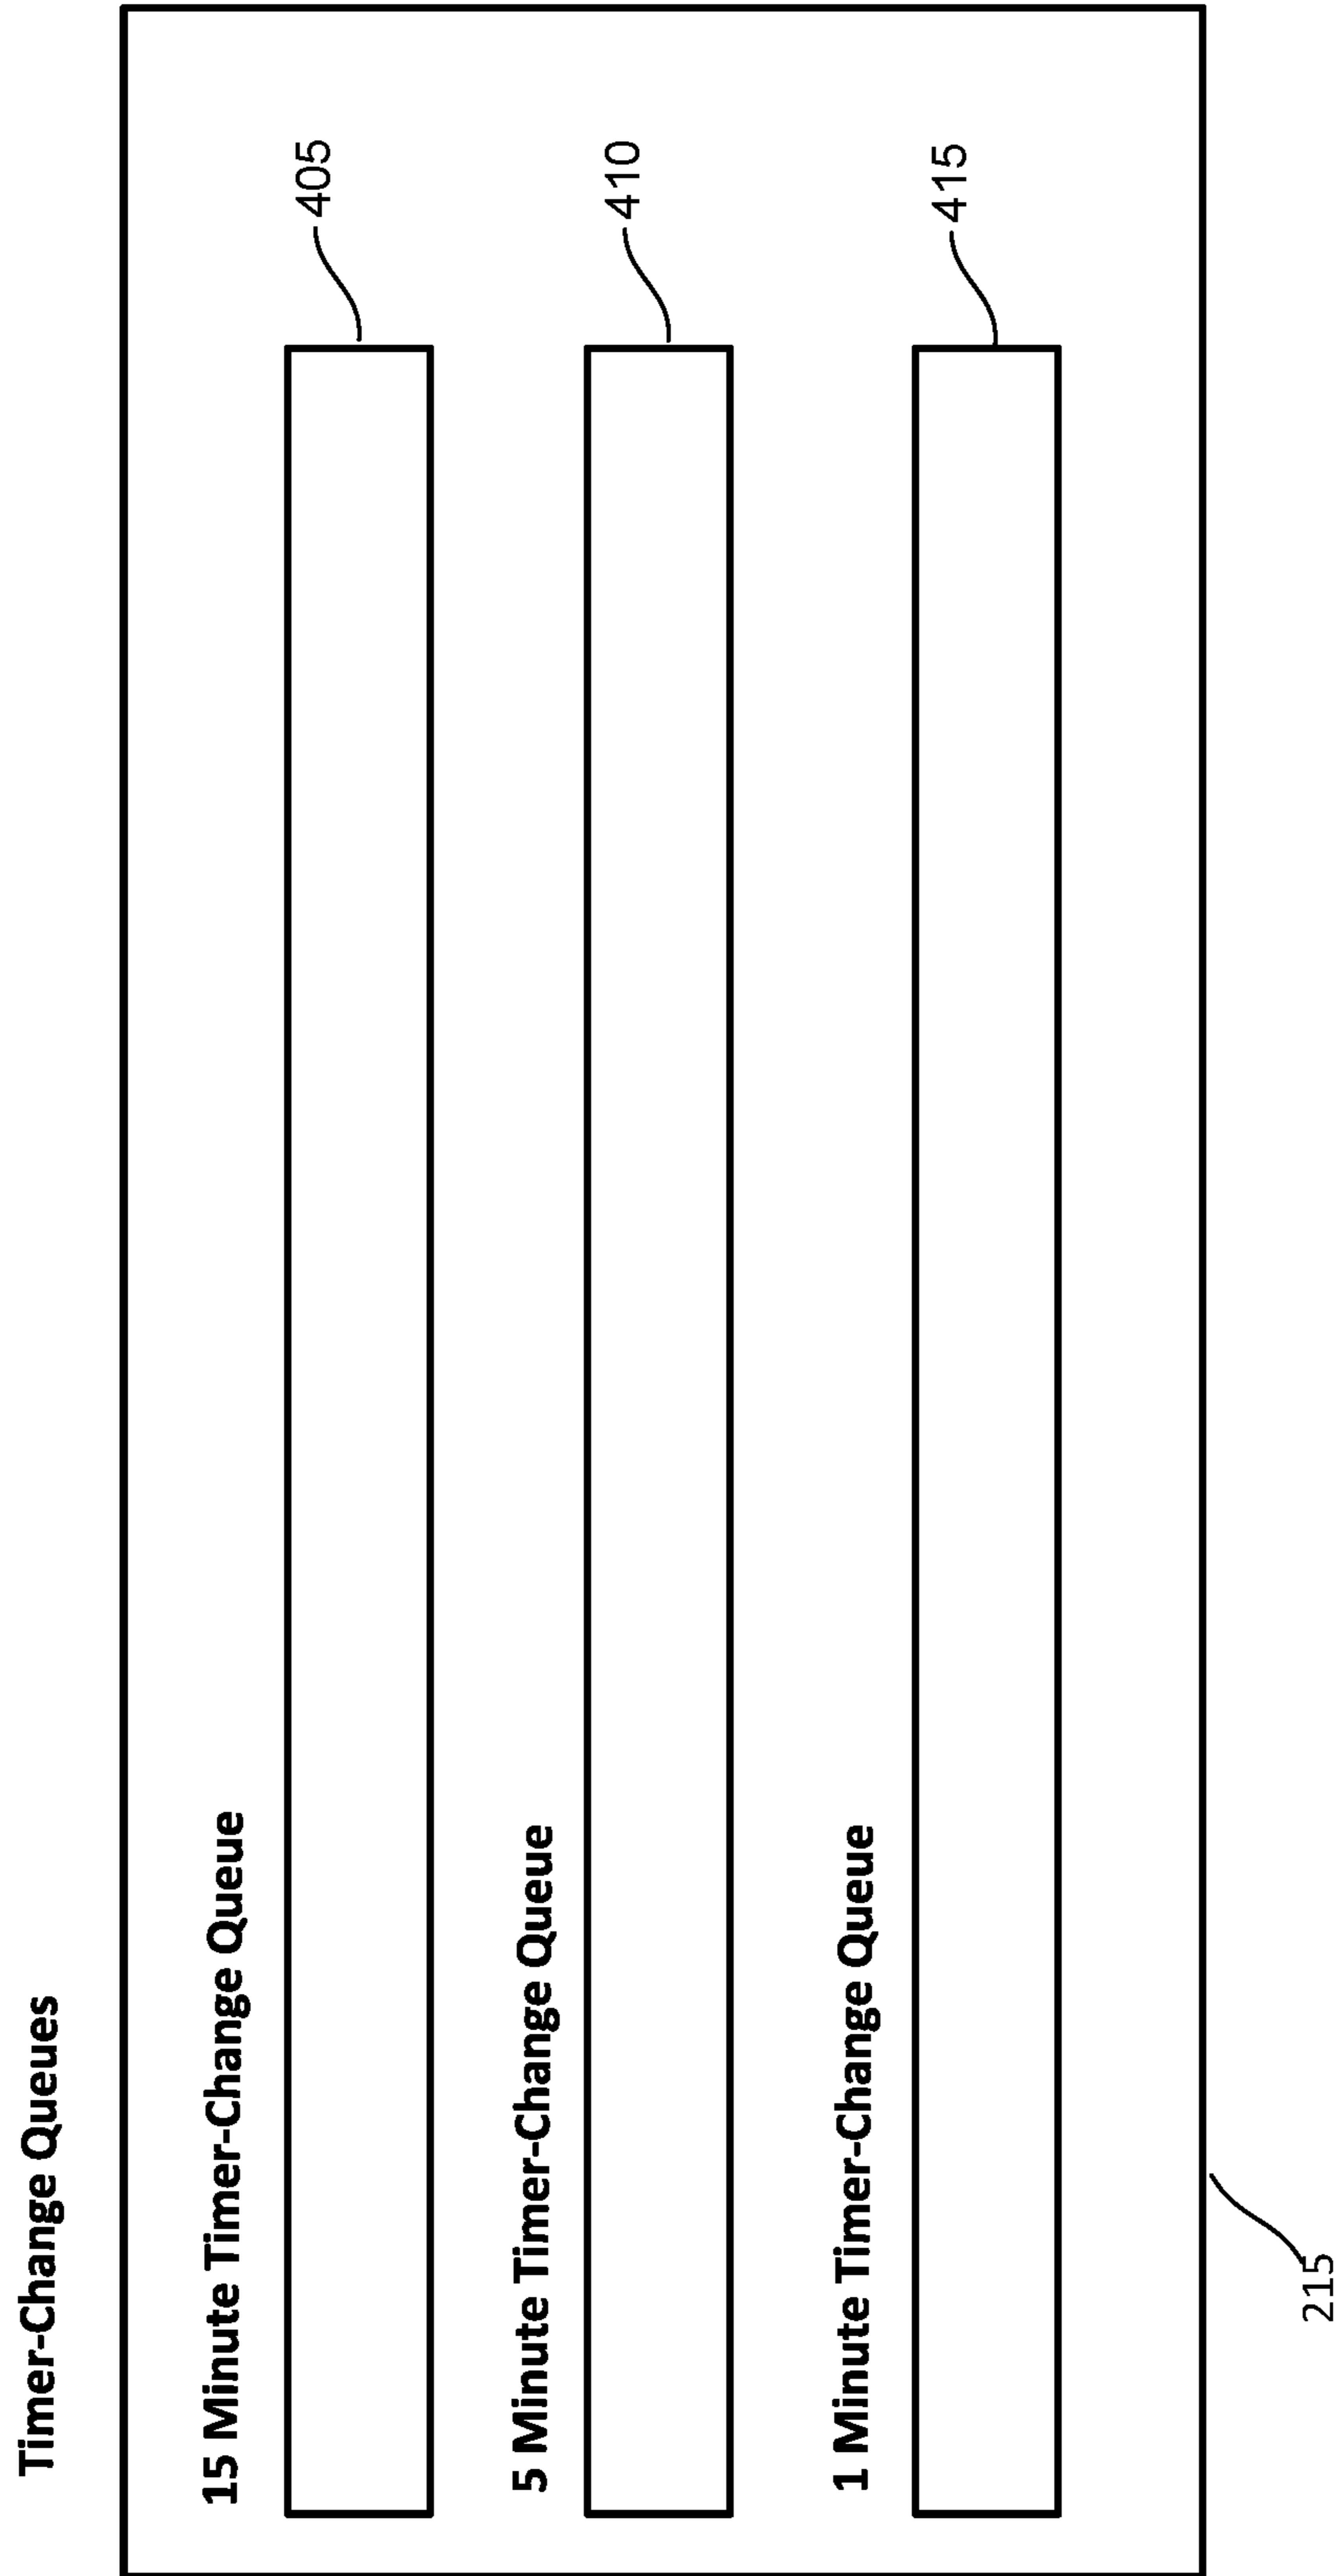 Timer-Change Queues
15 Minute Timer-Change Queue
405
5 Minute Timer-Change Queue
410
1 Minute Timer-Change Queue
415
215